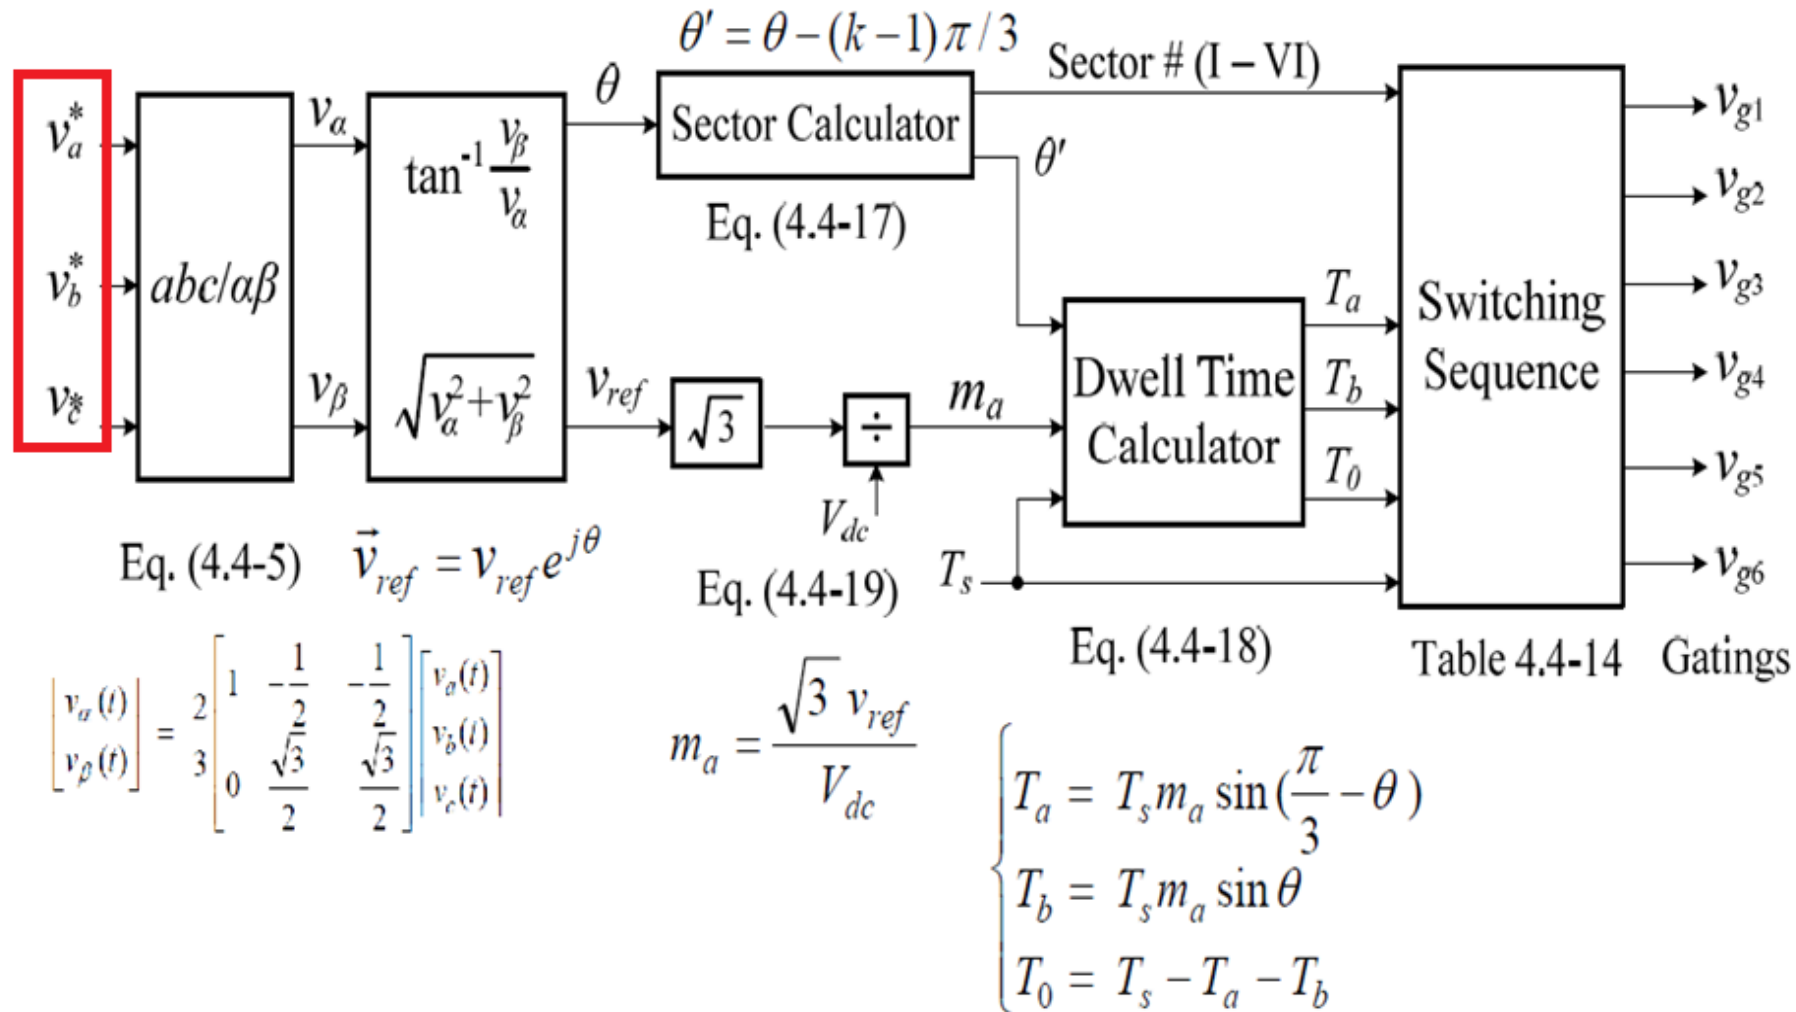 θ' = θ − (k − 1) π / 3
Sector # (I – VI)
v*a
v*b
v*c
abc/αβ
vα
vβ
tan⁻¹ vβ/vα
√(vα² + vβ²)
θ
vref
Sector Calculator
θ'
Eq. (4.4-17)
√3
÷
ma
Vdc
Ts
Dwell Time
Calculator
Ta
Tb
T0
Switching
Sequence
vg1
vg2
vg3
vg4
vg5
vg6
Eq. (4.4-5)
v⃗ref = vref e^jθ
Eq. (4.4-19)
Eq. (4.4-18)
Table 4.4-14
Gatings
[vα(t) vβ(t)] = 2/3 [1 -1/2 -1/2; 0 √3/2 √3/2] [va(t) vb(t) vc(t)]
ma = √3 vref / Vdc
Ta = Ts ma sin(π/3 − θ)
Tb = Ts ma sin θ
T0 = Ts − Ta − Tb